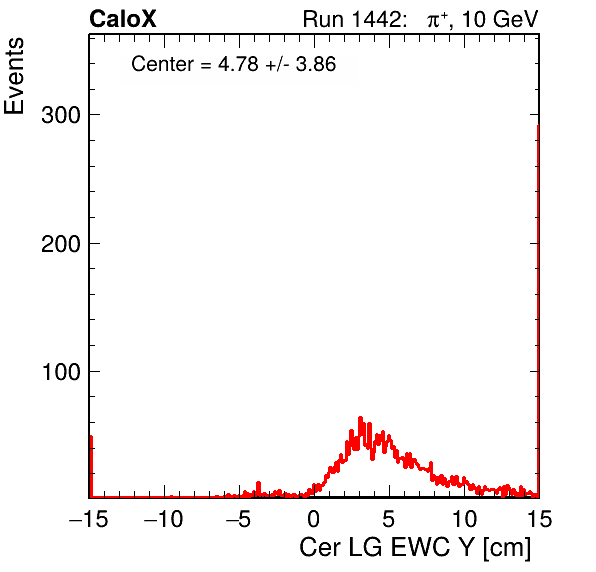 CaloX
Run 1442: π⁺, 10 GeV
Center = 4.78 +/- 3.86
Events
300
200
100
−15 −10 −5 0 5 10 15
Cer LG EWC Y [cm]